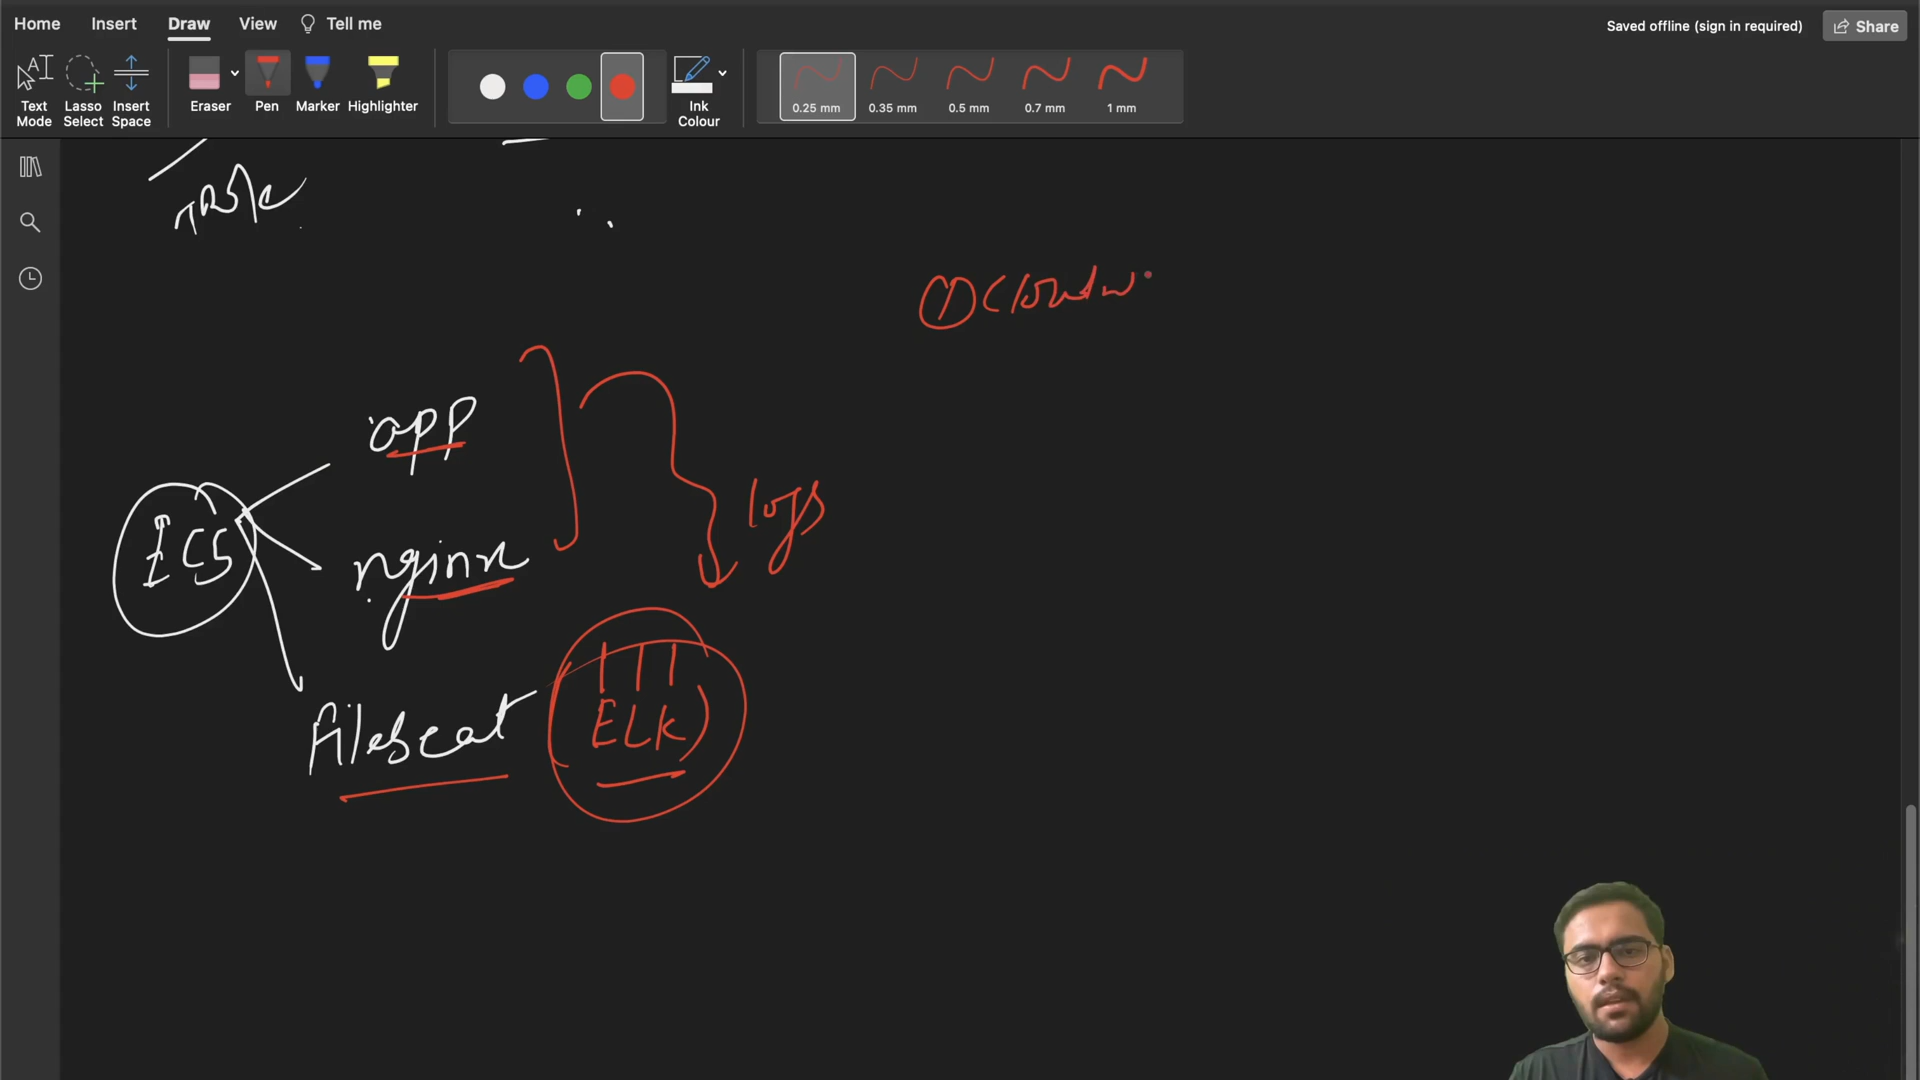 Home Insert Draw View Tell me
Saved offline (sign in required) Share
Text Mode
Lasso Select
Insert Space
Eraser
Pen
Marker
Highlighter
Ink Colour
0.25 mm 0.35 mm 0.5 mm 0.7 mm 1 mm
① Cloudw
app
logs
ECS
nginx
filebeat
ELK